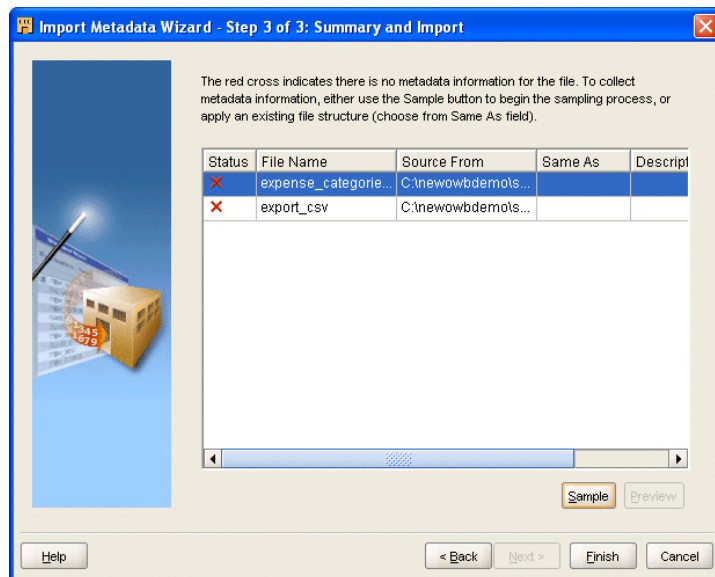 Import Metadata Wizard - Step 3 of 3: Summary and Import
The red cross indicates there is no metadata information for the file. To collect
metadata information, either use the Sample button to begin the sampling process, or
apply an existing file structure (choose from Same As field).
Status File Name Source From Same As Descript
expense_categorie... C:\newowbdemo\s...
export_csv C:\newowbdemo\s...
1345
1679
Sample Preview
Help < Back Next > Finish Cancel